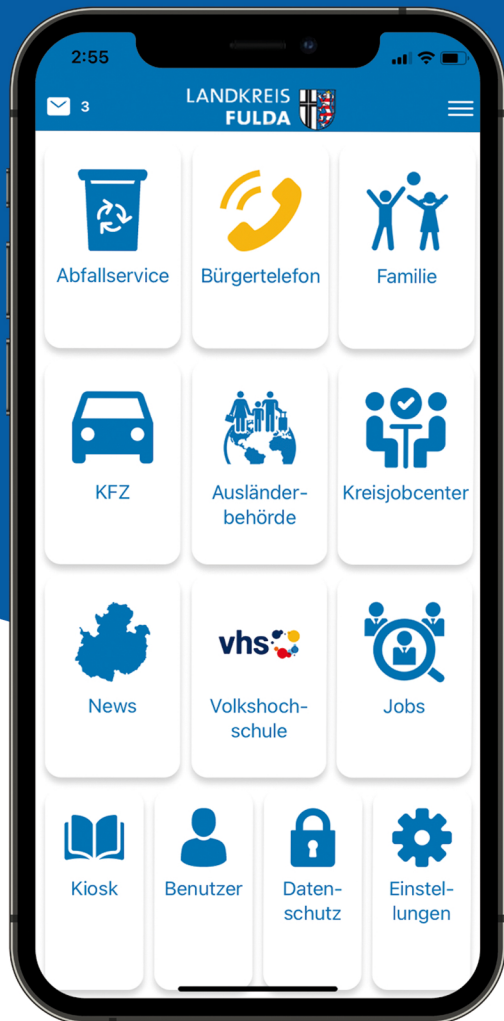 2:55
3
LANDKREIS
FULDA
Abfallservice
Bürgertelefon
Familie
KFZ
Ausländer-
behörde
Kreisjobcenter
News
vhs
Volkshoch-
schule
Jobs
Kiosk
Benutzer
Daten-
schutz
Einstel-
lungen